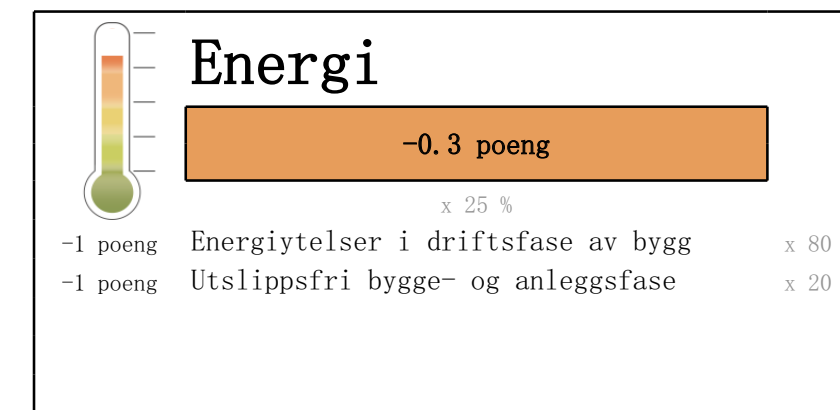 Energi
-0.3 poeng
x 25 %
-1 poeng Energiytelser i driftsfase av bygg x 80
-1 poeng Utslippsfri bygge- og anleggsfase x 20